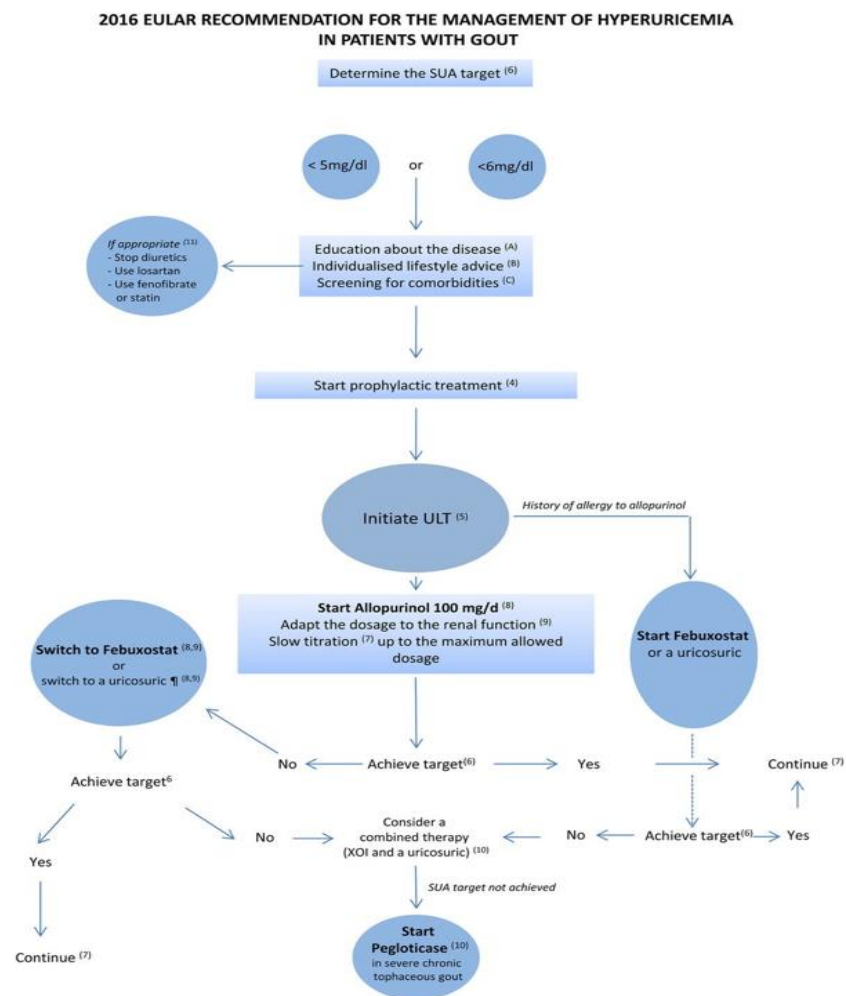 2016 EULAR RECOMMENDATION FOR THE MANAGEMENT OF HYPERURICEMIA
IN PATIENTS WITH GOUT
Determine the SUA target (6)
< 5mg/dl
or
<6mg/dl
If appropriate (11)
- Stop diuretics
- Use losartan
- Use fenofibrate
or statin
Education about the disease (A)
Individualised lifestyle advice (B)
Screening for comorbidities (C)
Start prophylactic treatment (4)
Initiate ULT (5)
History of allergy to allopurinol
Start Allopurinol 100 mg/d (8)
Adapt the dosage to the renal function (9)
Slow titration (7) up to the maximum allowed
dosage
Switch to Febuxostat (8,9)
or
switch to a uricosuric ¶ (8,9)
Start Febuxostat
or a uricosuric
No
Achieve target(6)
Yes
Continue (7)
Achieve target6
No
Consider a
combined therapy
(XOI and a uricosuric) (10)
No
Achieve target(6)
Yes
Yes
SUA target not achieved
Continue (7)
Start
Pegloticase (10)
in severe chronic
tophaceous gout